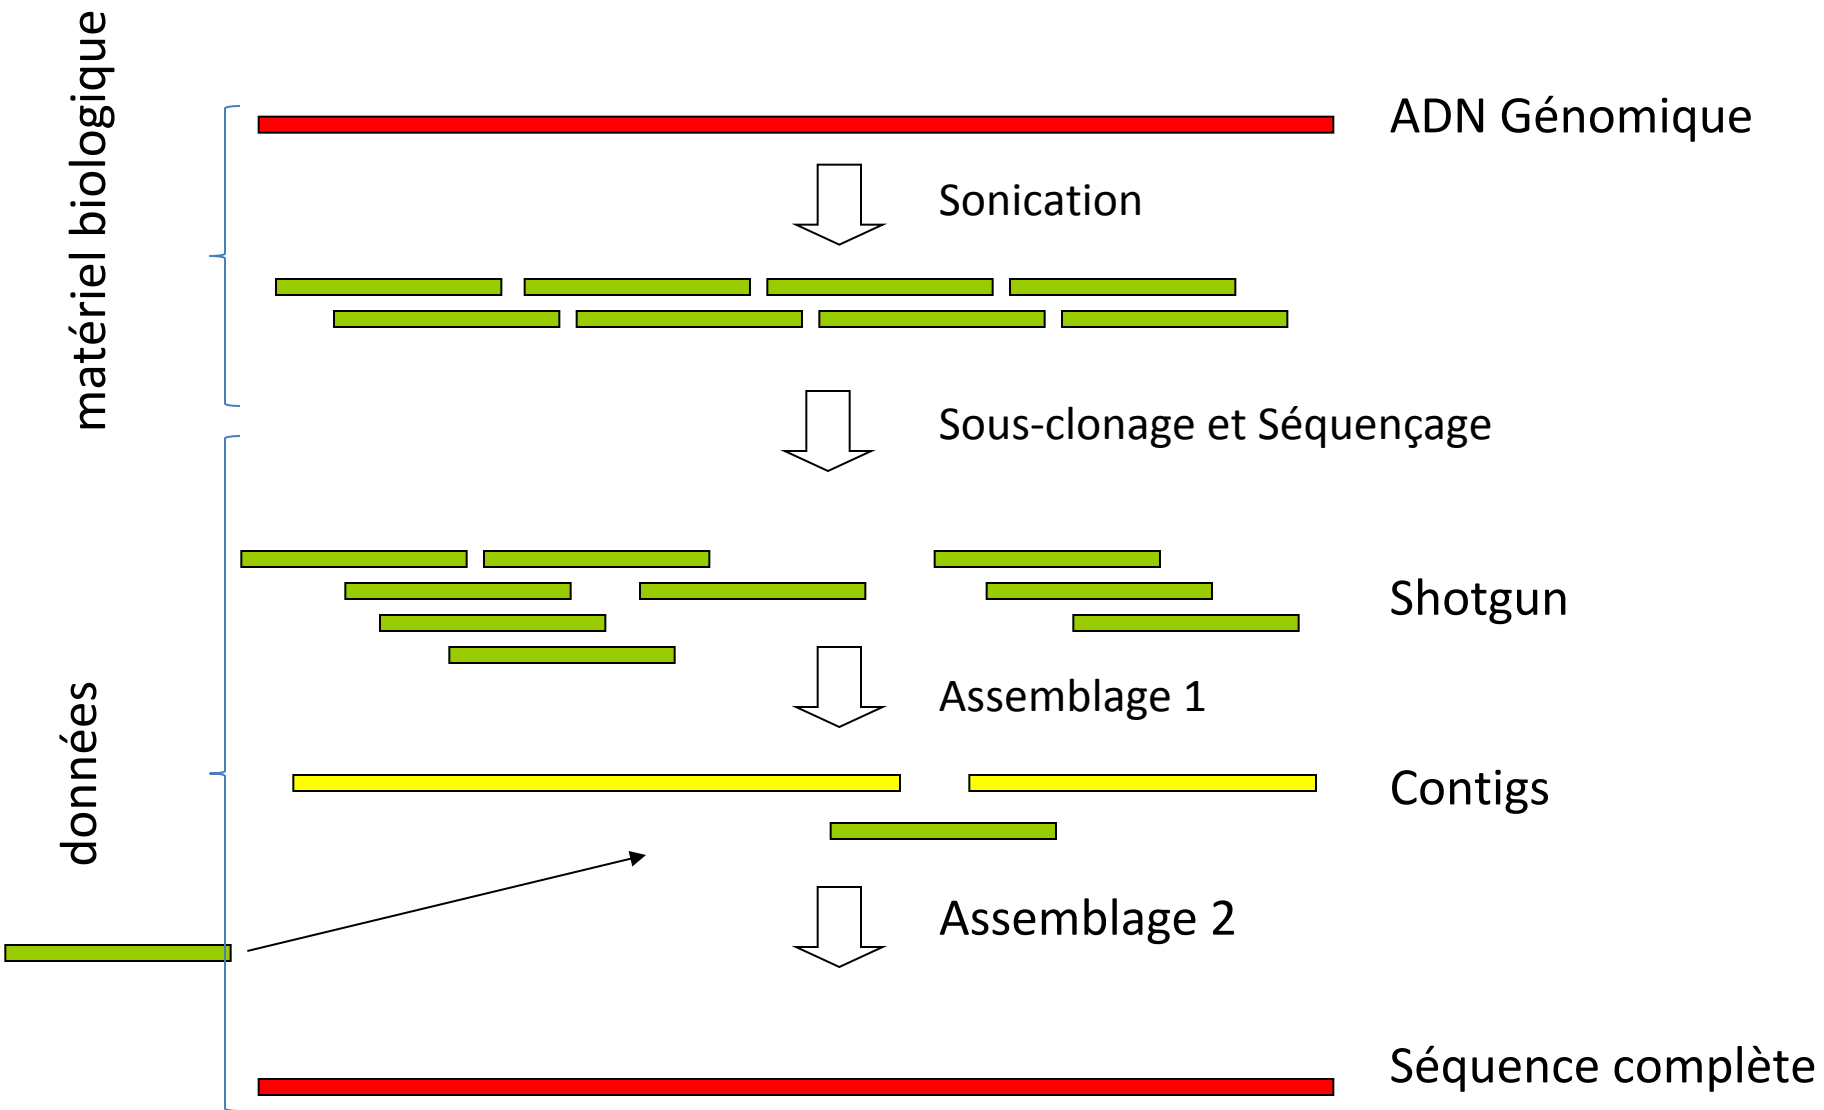 matériel biologique
ADN Génomique
Sonication
Sous-clonage et Séquençage
Shotgun
Assemblage 1
données
Contigs
Assemblage 2
Séquence complète